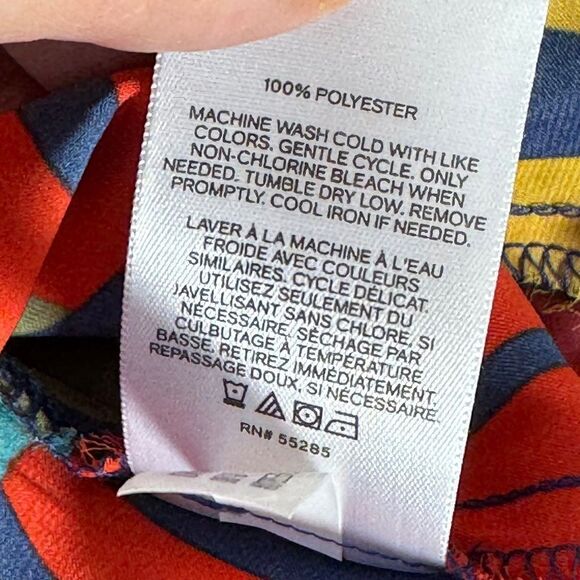 100% POLYESTER
MACHINE WASH COLD WITH LIKE
COLORS. GENTLE CYCLE. ONLY
NON-CHLORINE BLEACH WHEN
NEEDED. TUMBLE DRY LOW. REMOVE
PROMPTLY. COOL IRON IF NEEDED.
LAVER À LA MACHINE À L'EAU
FROIDE AVEC COULEURS
SIMILAIRES, CYCLE DÉLICAT.
UTILISEZ SEULEMENT DU
JAVELLISANT SANS CHLORE, SI
NÉCESSAIRE. SÉCHAGE PAR
CULBUTAGE À TEMPÉRATURE
BASSE. RETIRER IMMÉDIATEMENT.
REPASSAGE DOUX, SI NÉCESSAIRE.
RN# 55285